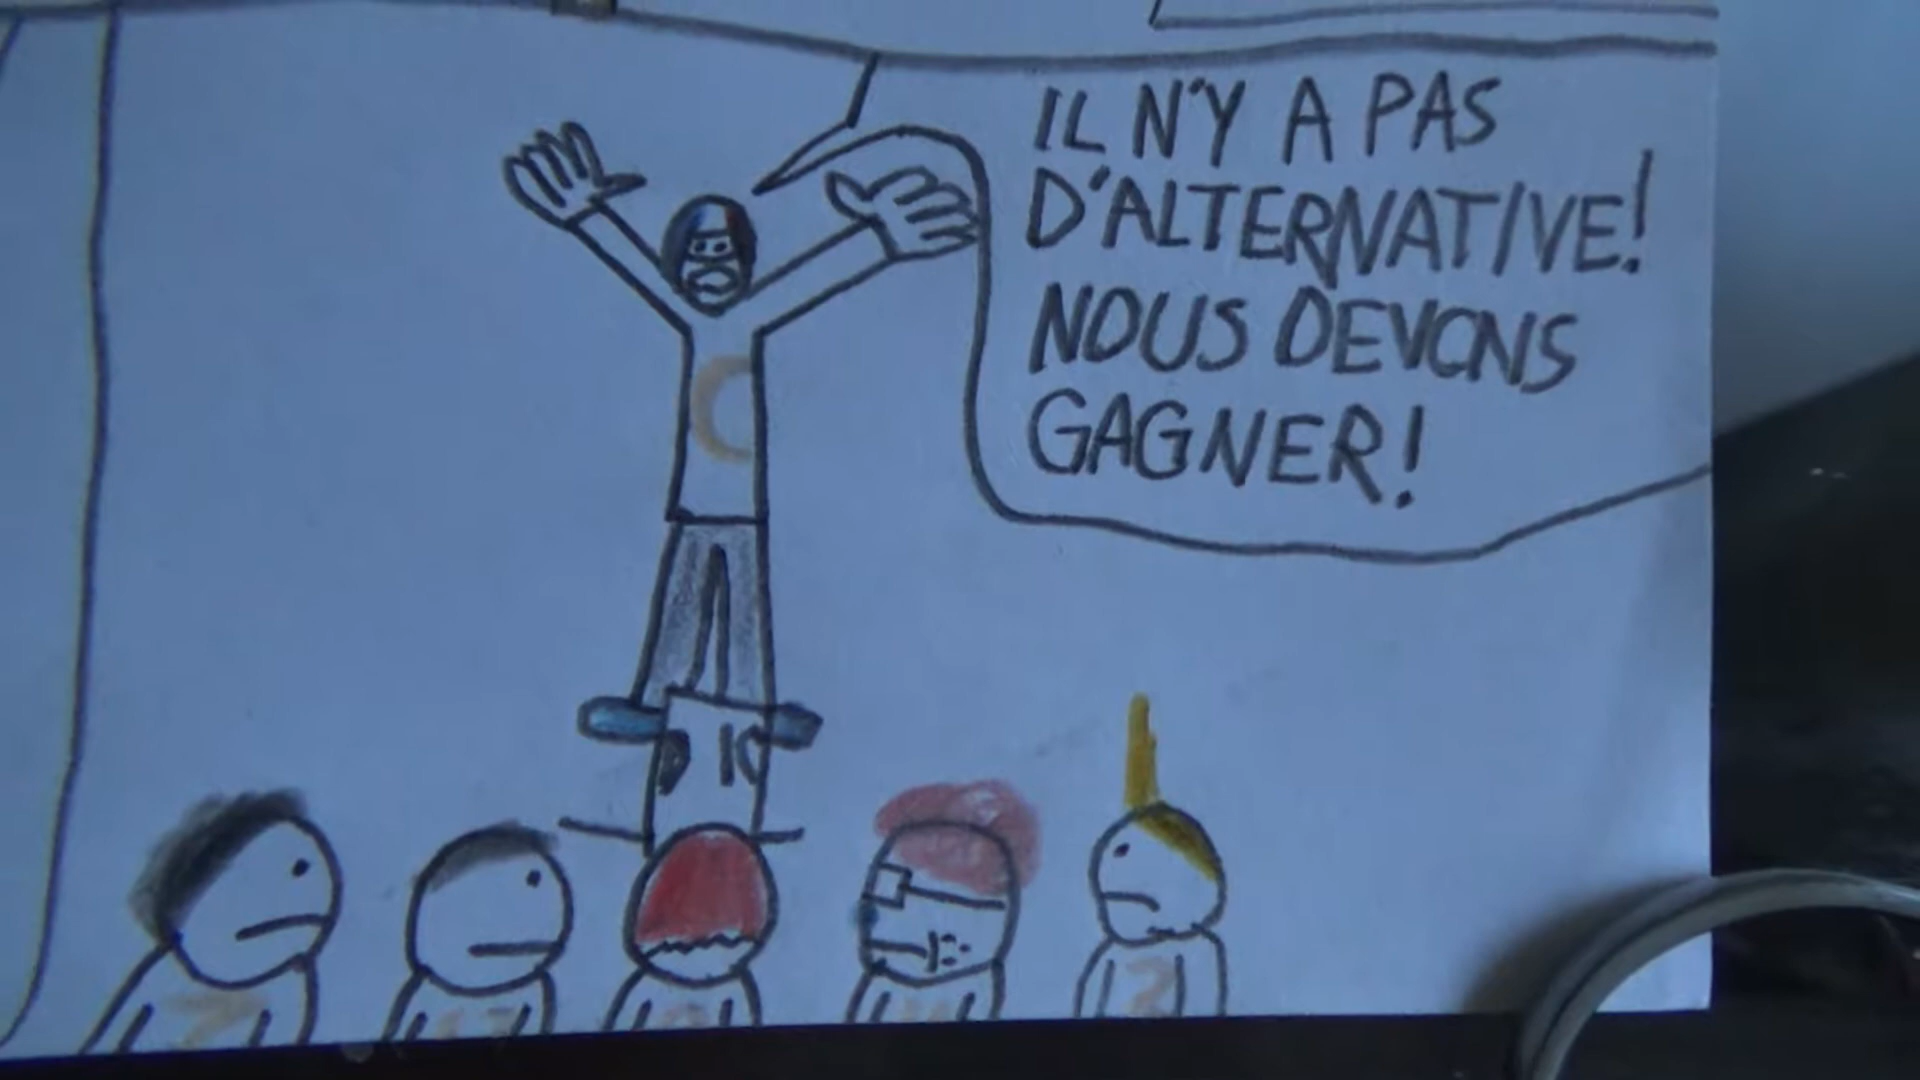 IL N'Y A PAS
D'ALTERNATIVE!
NOUS DEVONS
GAGNER!
C